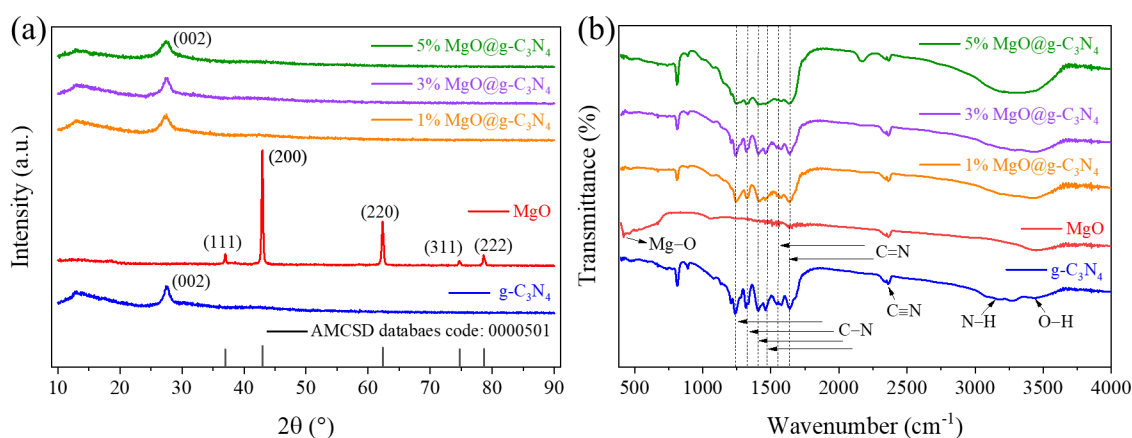 (a)
(002)
5% MgO@g-C₃N₄
3% MgO@g-C₃N₄
1% MgO@g-C₃N₄
(200)
MgO
(111)
(220)
(311)
(222)
(002)
g-C₃N₄
AMCSD databaes code: 0000501
10 20 30 40 50 60 70 80 90
2θ (°)
Intensity (a.u.)
(b)
5% MgO@g-C₃N₄
3% MgO@g-C₃N₄
1% MgO@g-C₃N₄
MgO
Mg−O
C=N
g-C₃N₄
C≡N
N−H
O−H
C−N
500 1000 1500 2000 2500 3000 3500 4000
Wavenumber (cm⁻¹)
Transmittance (%)